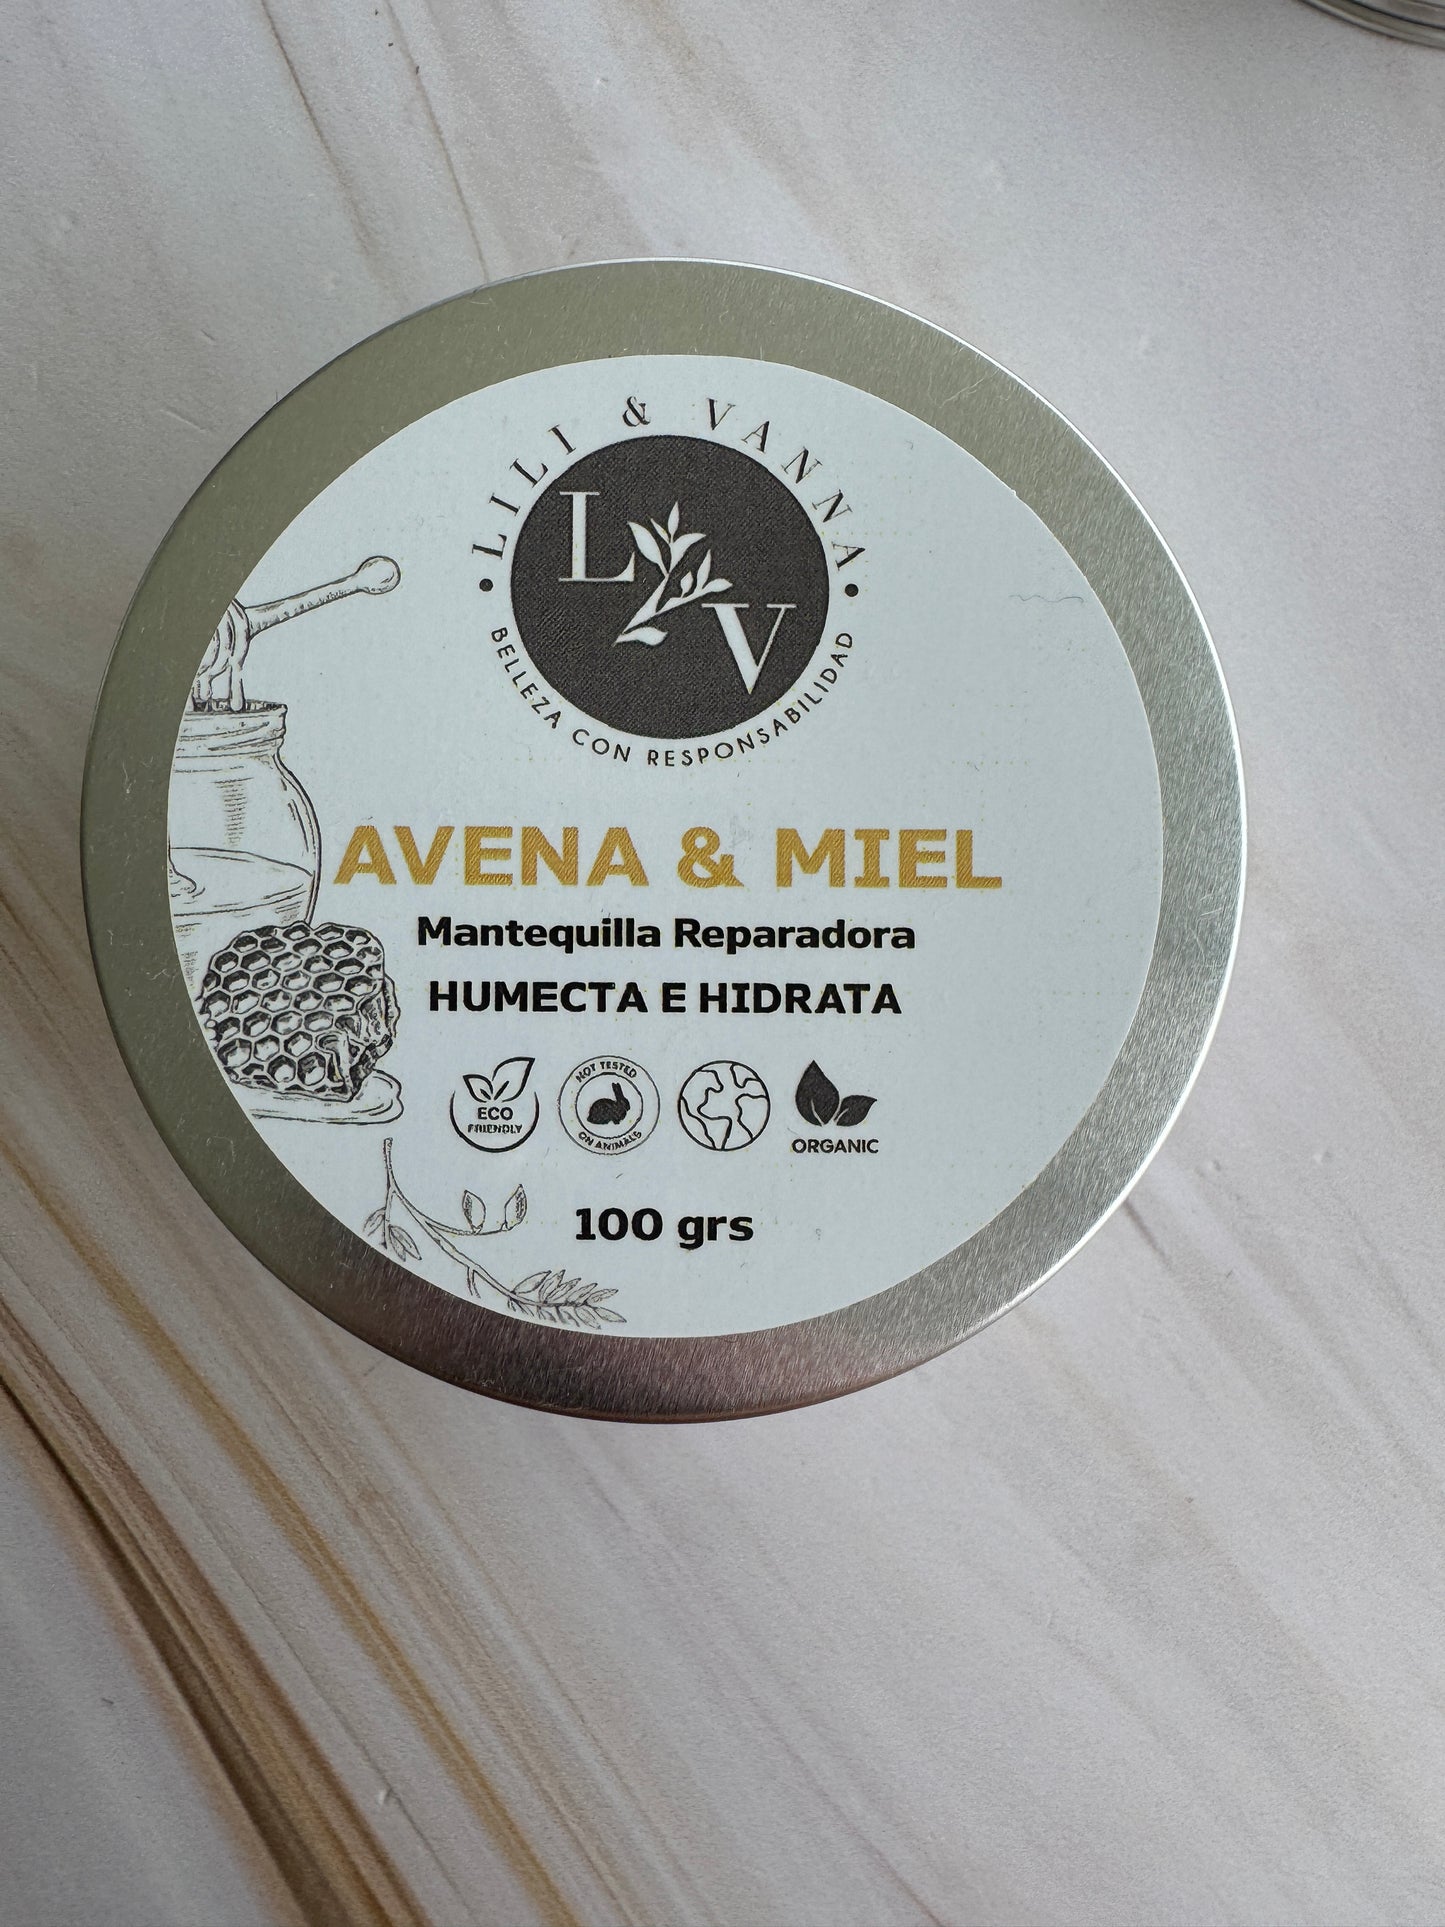 LILI & VANNA
L V
BELLEZA CON RESPONSABILIDAD
AVENA & MIEL
Mantequilla Reparadora
HUMECTA E HIDRATA
ECO
FRIENDLY
NOT TESTED
ON ANIMALS
ORGANIC
100 grs